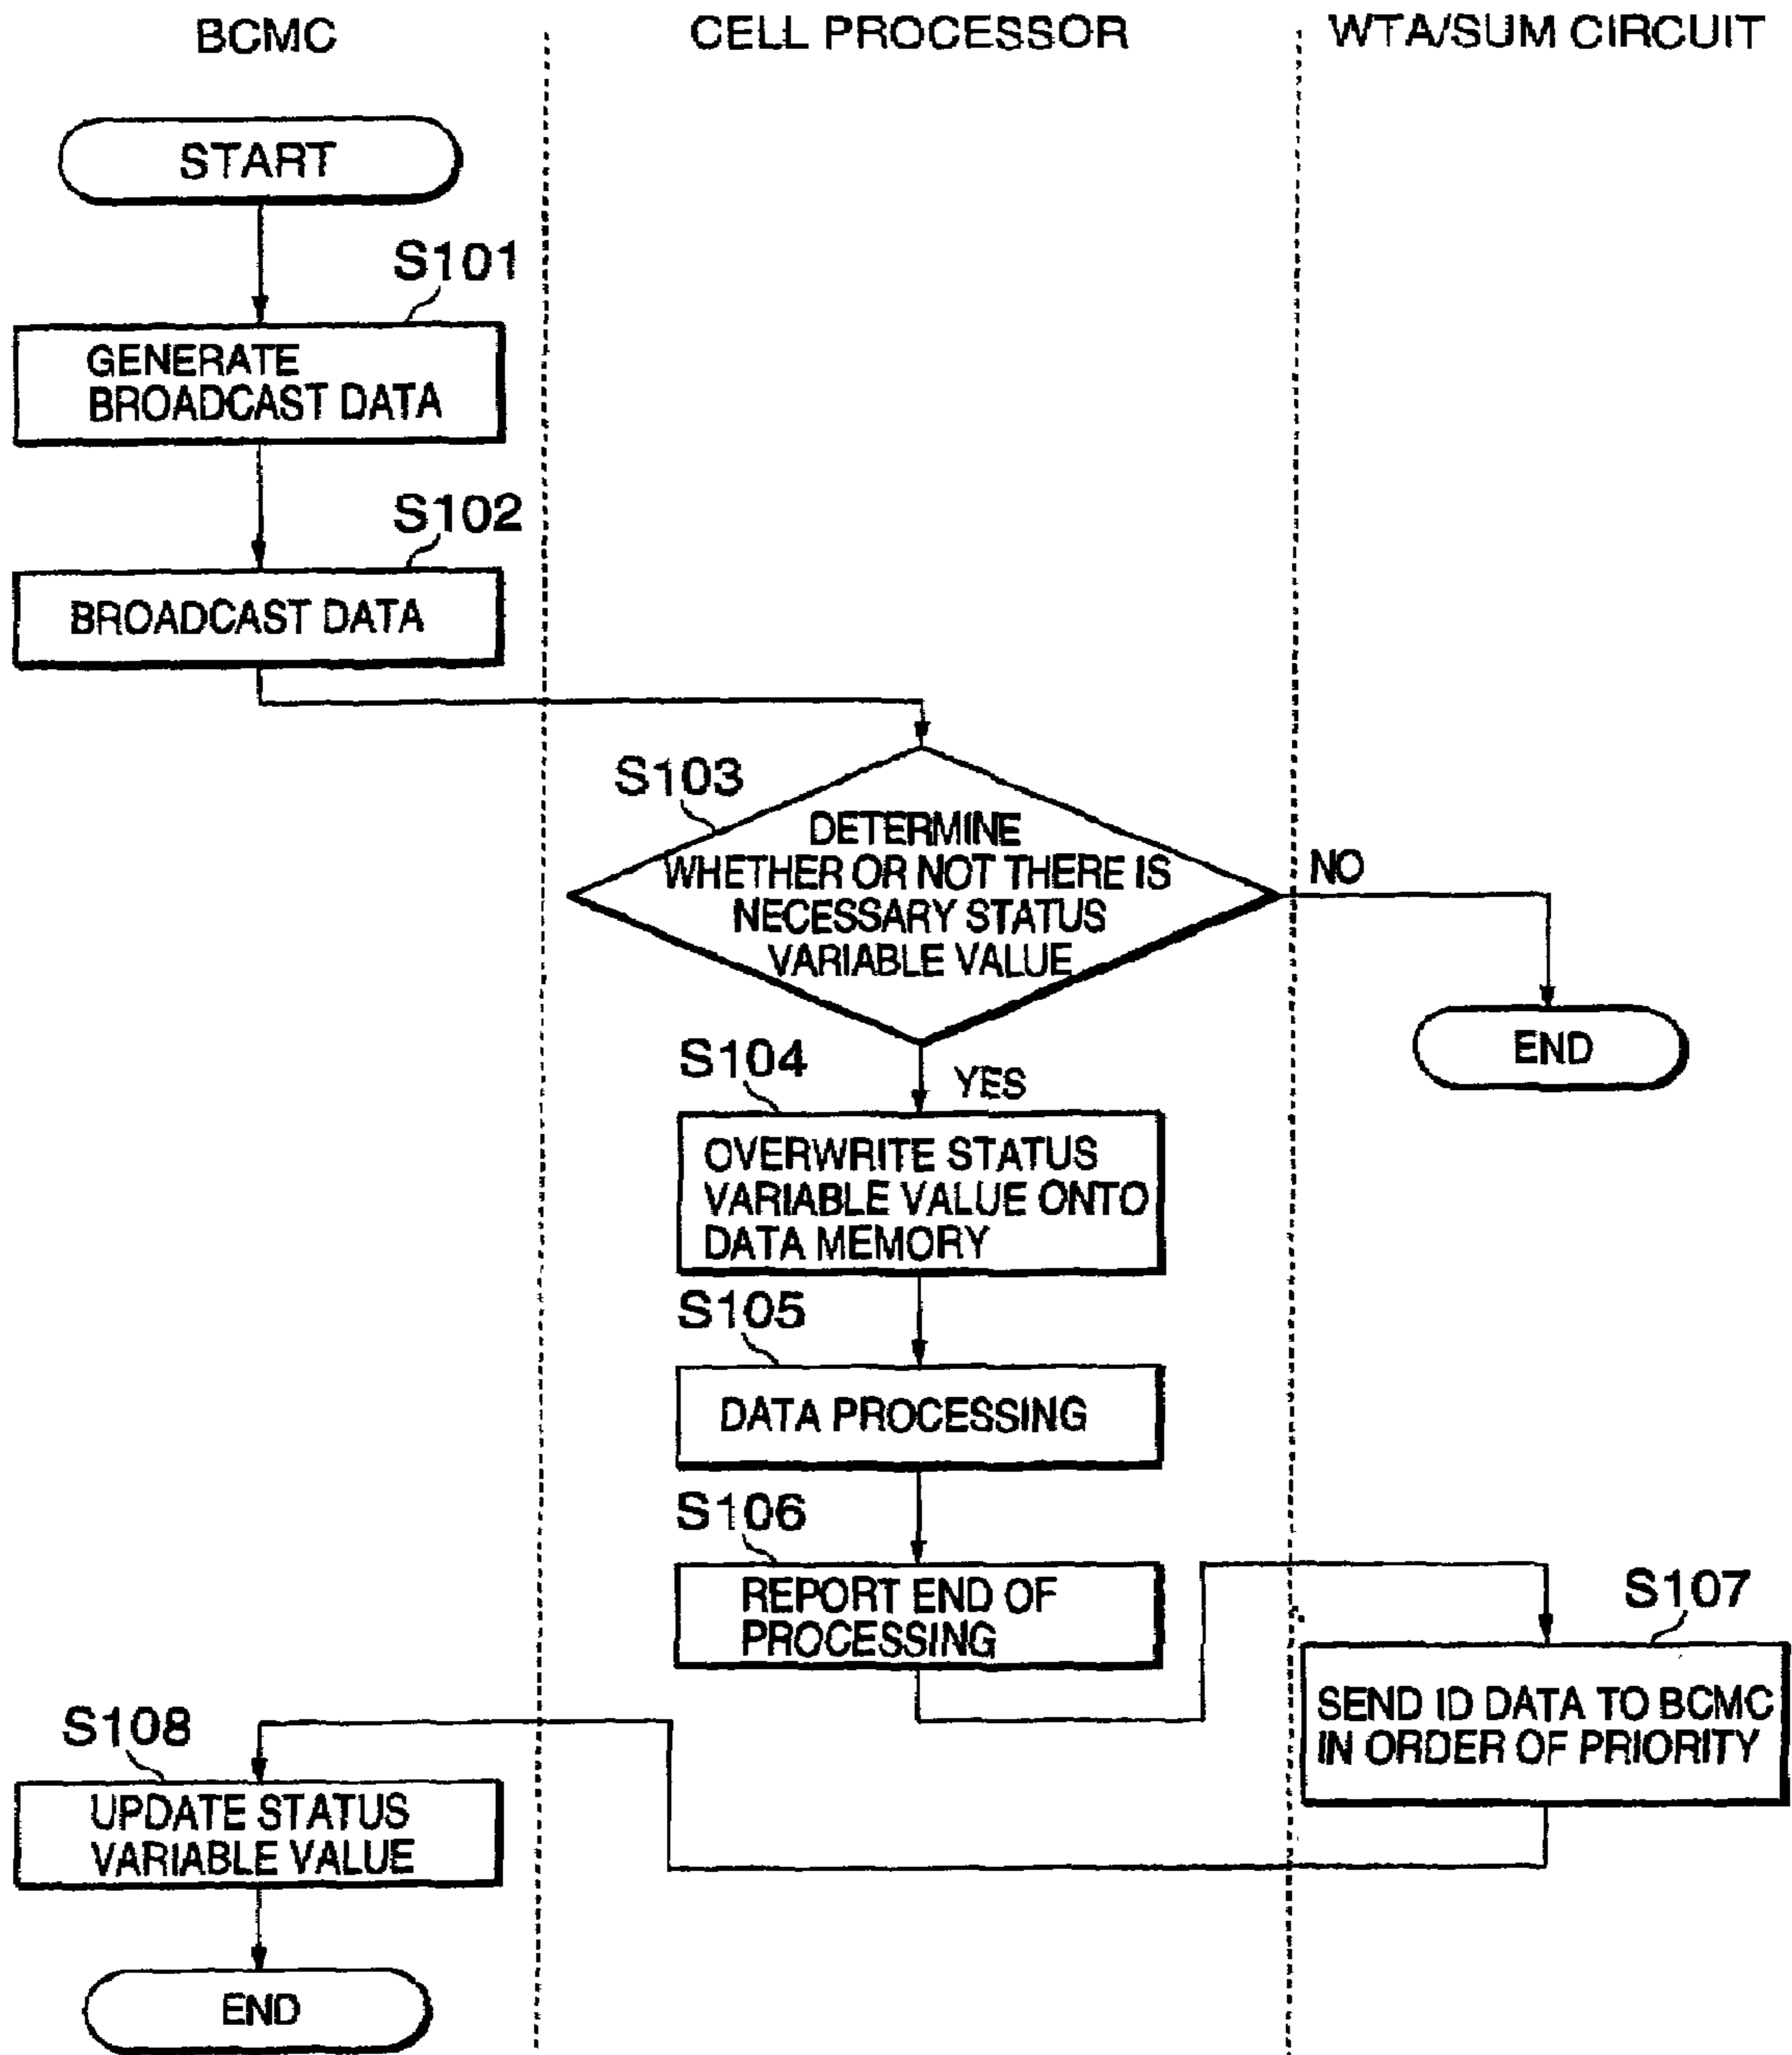 BCMC
CELL PROCESSOR
WTA/SUM CIRCUIT
START
S101
GENERATE
BROADCAST DATA
S102
BROADCAST DATA
S103
DETERMINE
WHETHER OR NOT THERE IS
NECESSARY STATUS
VARIABLE VALUE
NO
END
S104
YES
OVERWRITE STATUS
VARIABLE VALUE ONTO
DATA MEMORY
S105
DATA PROCESSING
S106
REPORT END OF
PROCESSING
S107
SEND ID DATA TO BCMC
IN ORDER OF PRIORITY
S108
UPDATE STATUS
VARIABLE VALUE
END